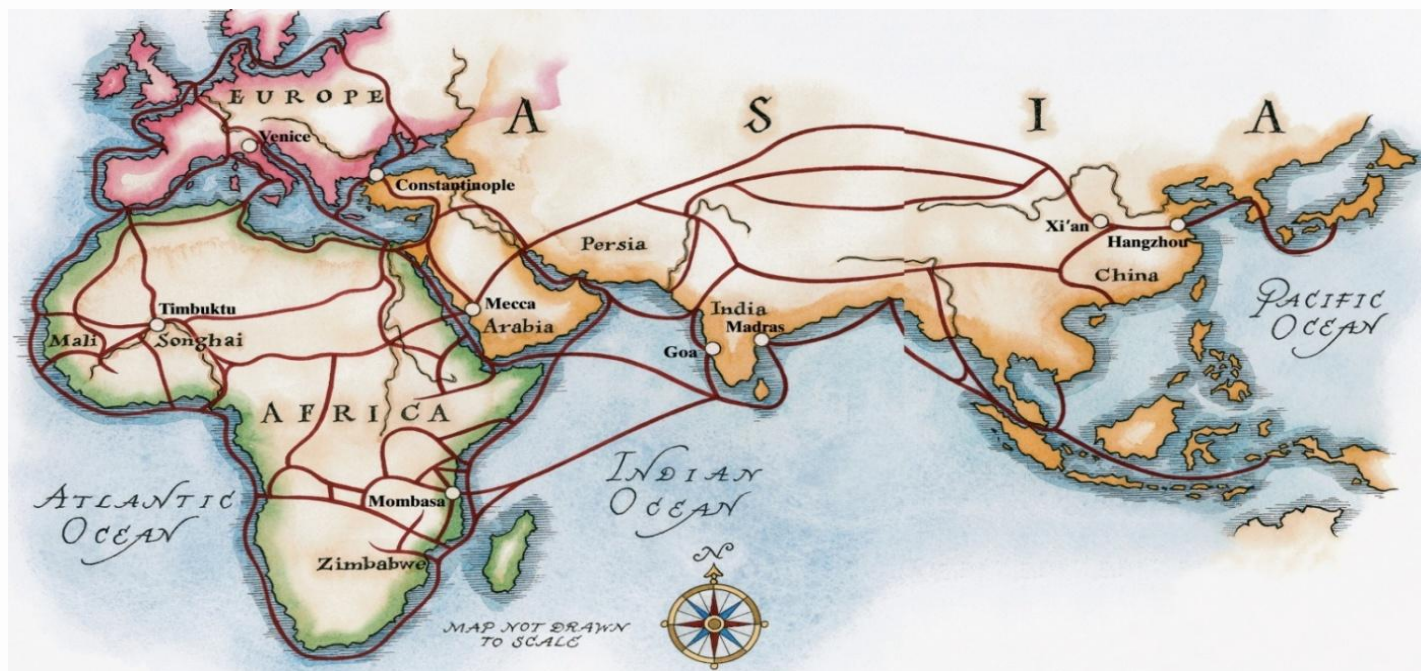 EUROPE
ASIA
Venice
Constantinople
Persia
Xi'an
Hangzhou
China
Mecca
Arabia
Timbuktu
Mali
Songhai
India
Madras
Goa
PACIFIC
OCEAN
AFRICA
INDIAN
OCEAN
ATLANTIC
OCEAN
Mombasa
Zimbabwe
N
MAP NOT DRAWN
TO SCALE